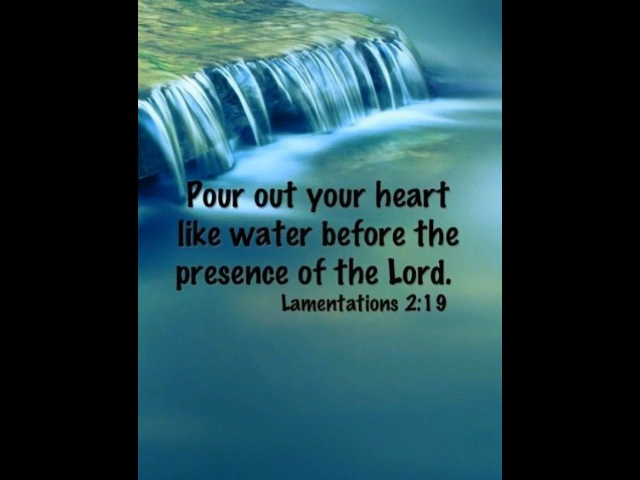 Pour out your heart
like water before the
presence of the Lord.
Lamentations 2:19